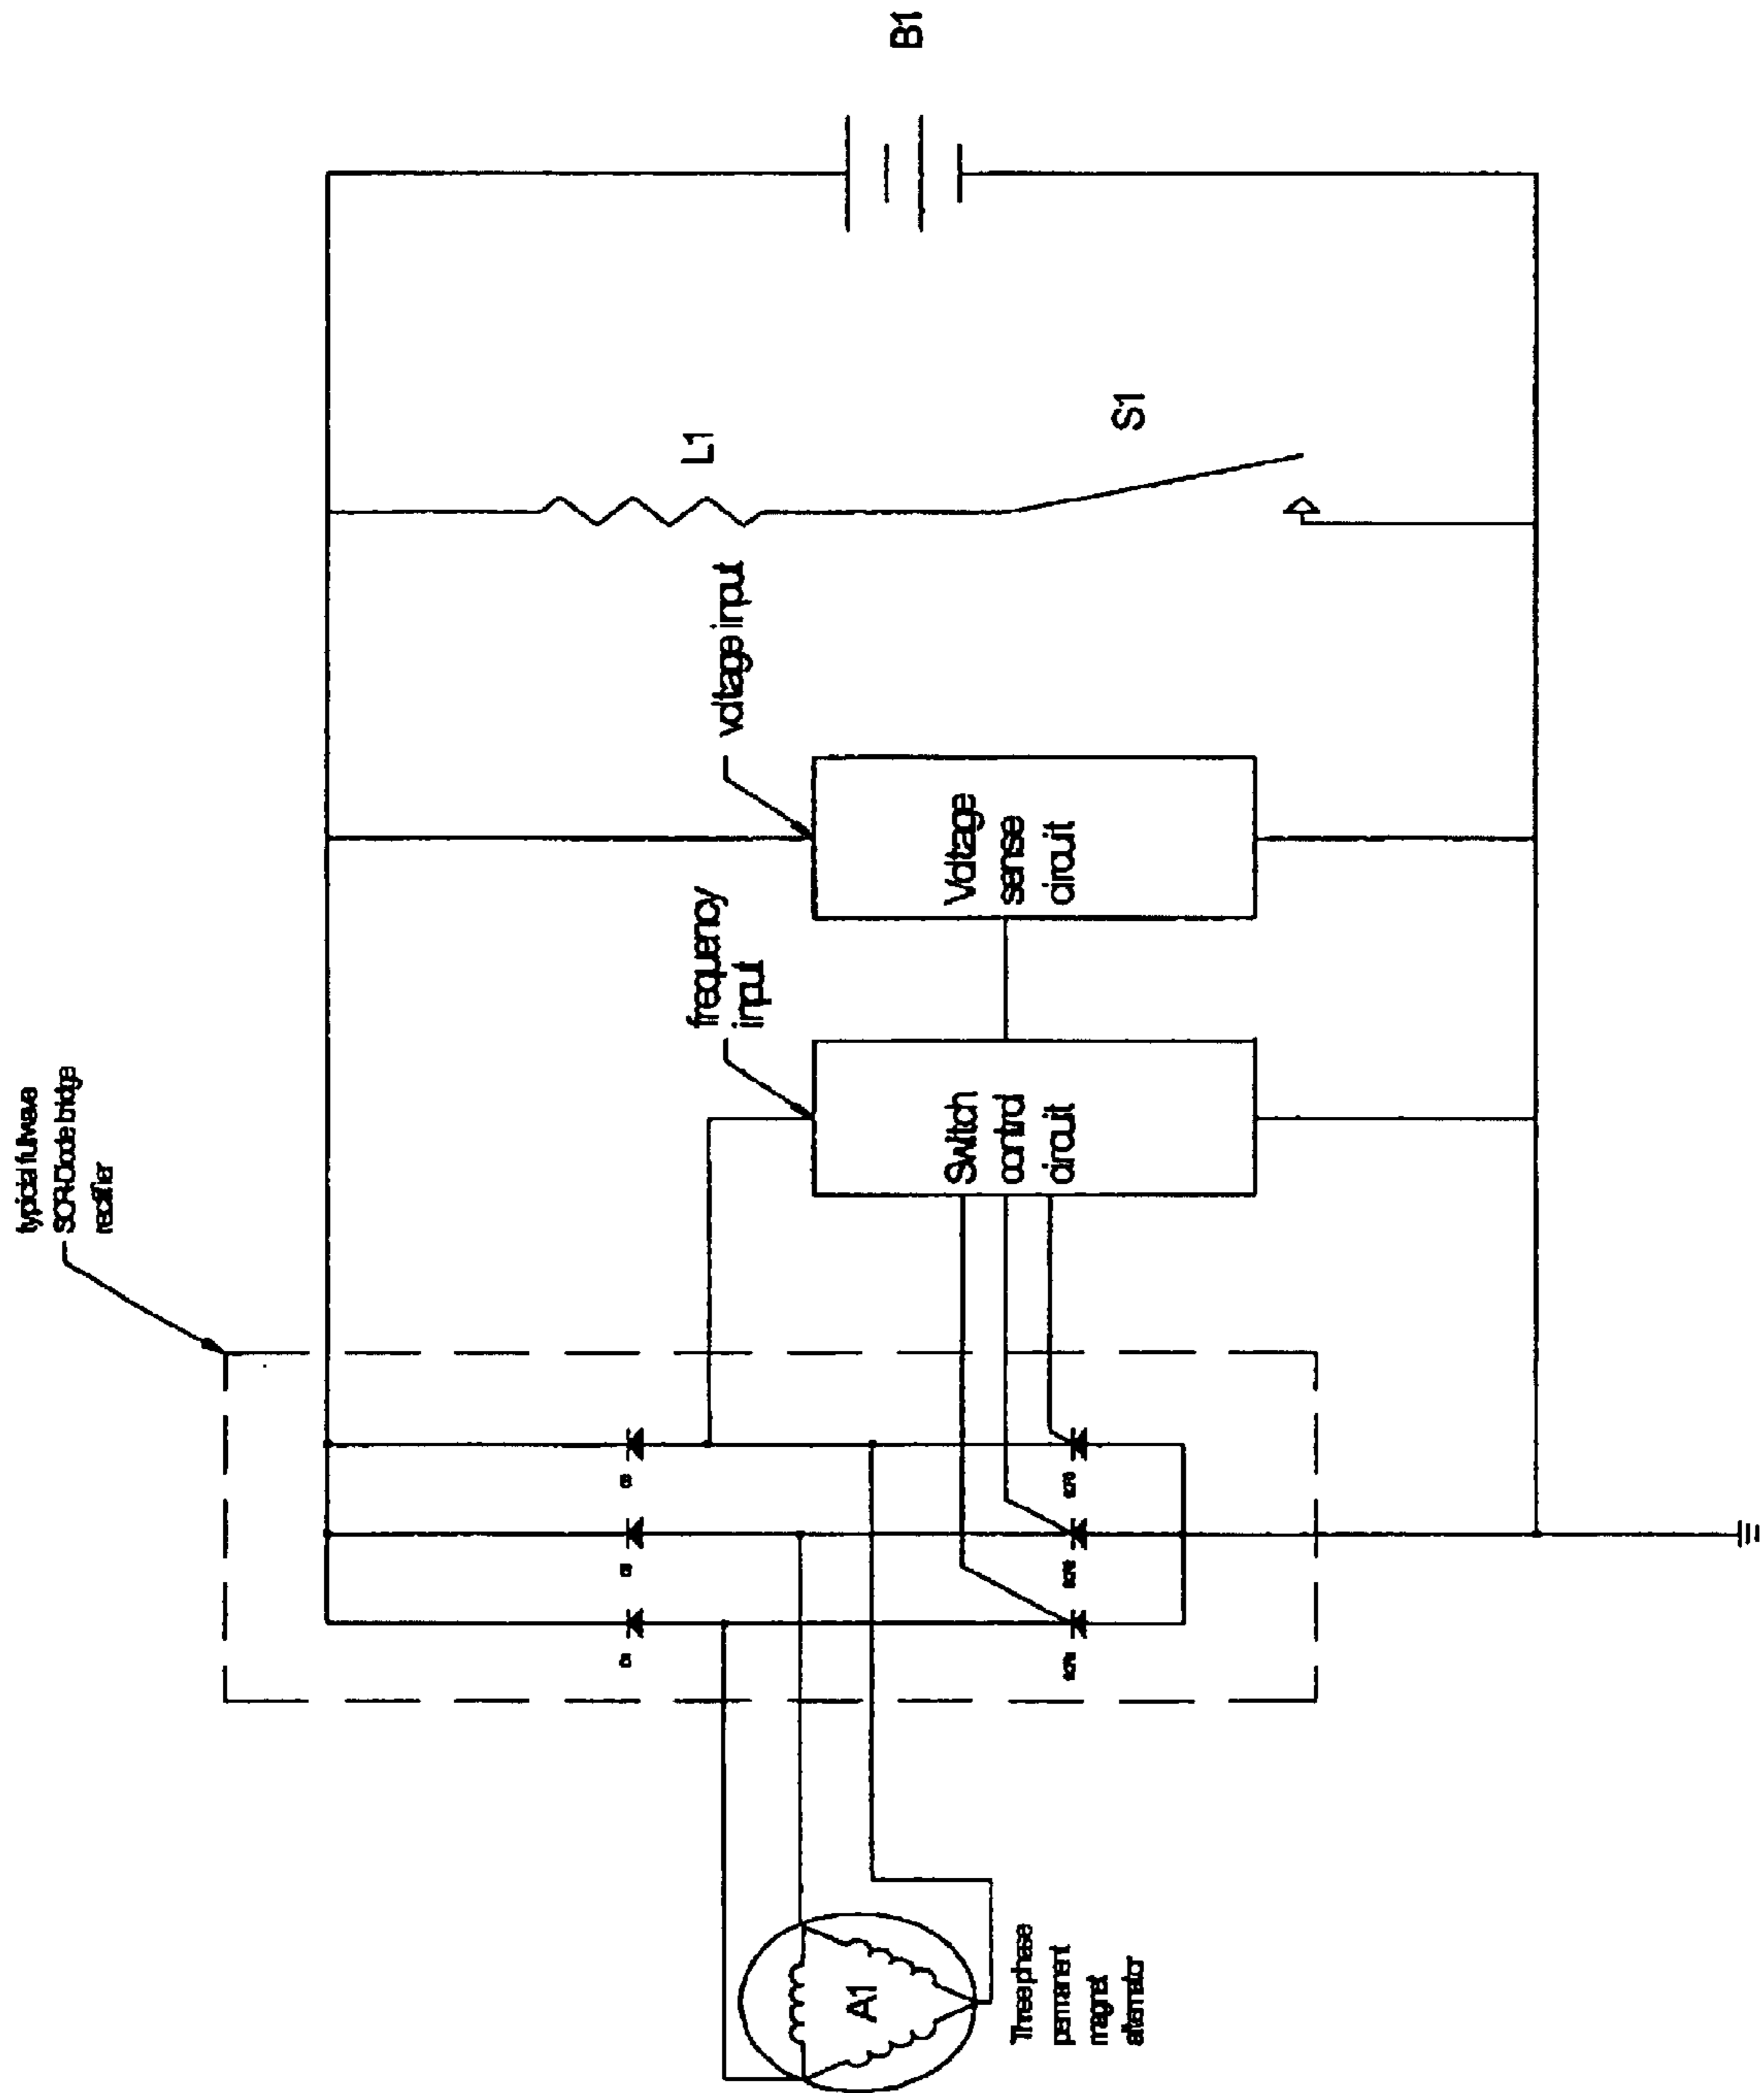 typical fullwave
SCR-Diode bridge
rectifier
frequency
input
voltage input
L1
S1
B1
Switch
control
circuit
Voltage
sense
circuit
A1
Three phase
permanent
magnet
alternator